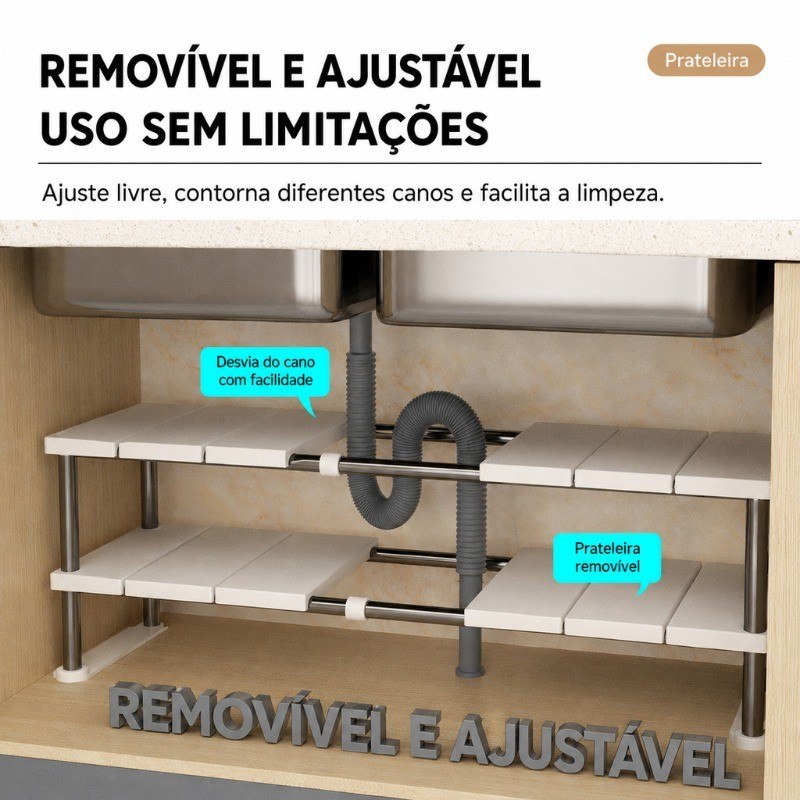 REMOVÍVEL E AJUSTÁVEL
USO SEM LIMITAÇÕES
Prateleira
Ajuste livre, contorna diferentes canos e facilita a limpeza.
Desvia do cano
com facilidade
Prateleira
removível
REMOVÍVEL E AJUSTÁVEL